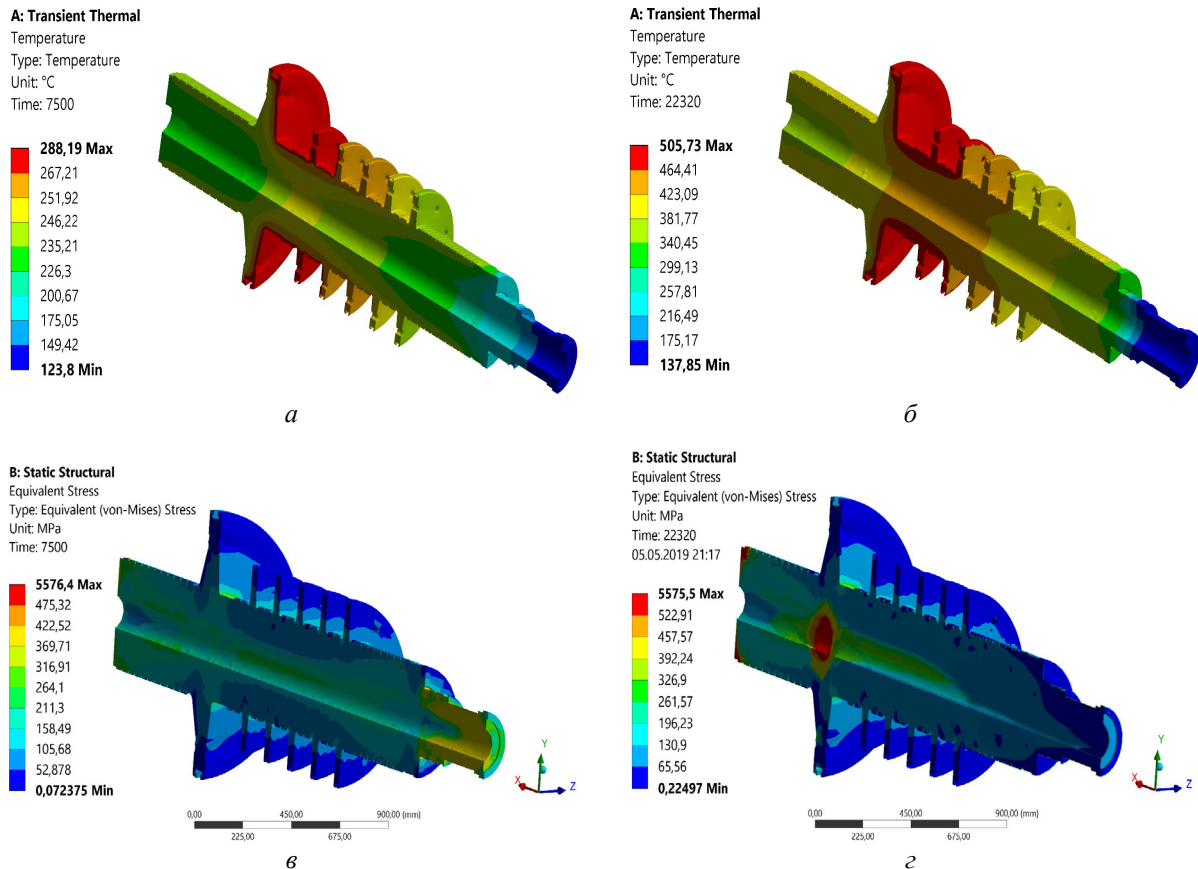 A: Transient Thermal
Temperature
Type: Temperature
Unit: °C
Time: 7500
288,19 Max
267,21
251,92
246,22
235,21
226,3
200,67
175,05
149,42
123,8 Min
а
A: Transient Thermal
Temperature
Type: Temperature
Unit: °C
Time: 22320
505,73 Max
464,41
423,09
381,77
340,45
299,13
257,81
216,49
175,17
137,85 Min
б
B: Static Structural
Equivalent Stress
Type: Equivalent (von-Mises) Stress
Unit: MPa
Time: 7500
5576,4 Max
475,32
422,52
369,71
316,91
264,1
211,3
158,49
105,68
52,878
0,072375 Min
Y
X
Z
0,00 450,00 900,00 (mm)
225,00 675,00
в
B: Static Structural
Equivalent Stress
Type: Equivalent (von-Mises) Stress
Unit: MPa
Time: 22320
05.05.2019 21:17
5575,5 Max
522,91
457,57
392,24
326,9
261,57
196,23
130,9
65,56
0,22497 Min
Y
X
Z
0,00 450,00 900,00 (mm)
225,00 675,00
г